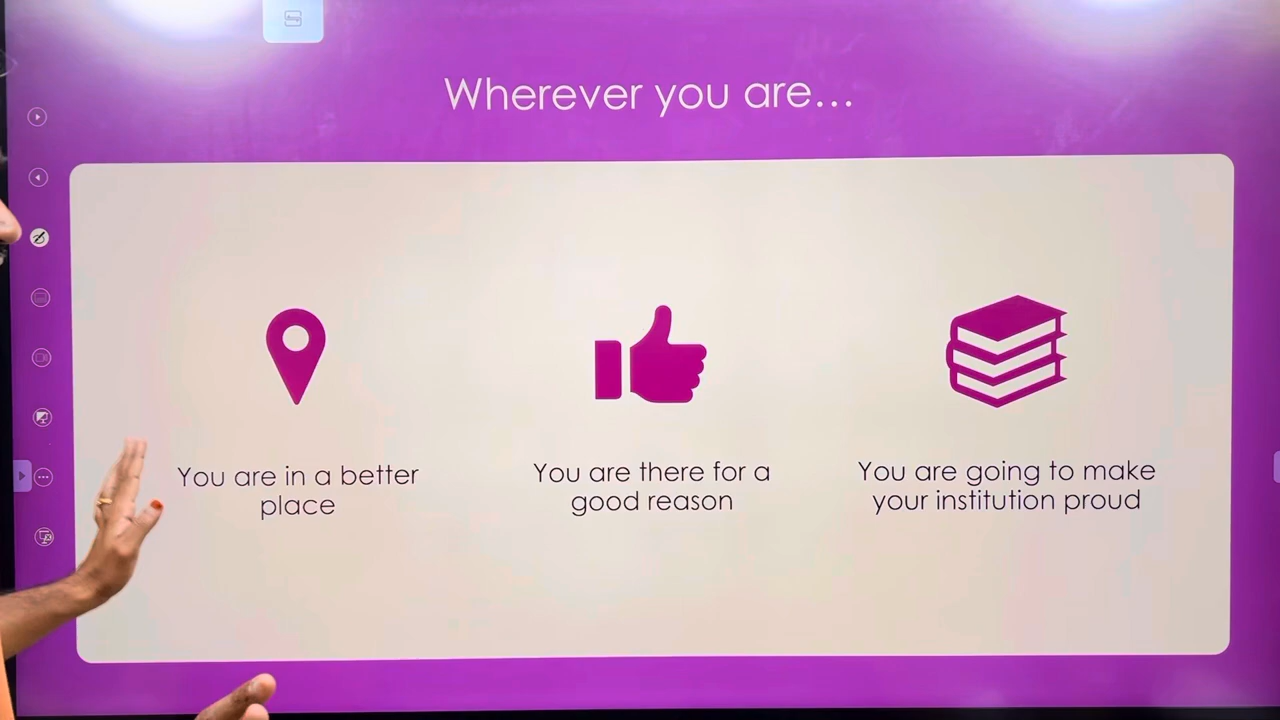 Wherever you are...
You are in a better
place
You are there for a
good reason
You are going to make
your institution proud